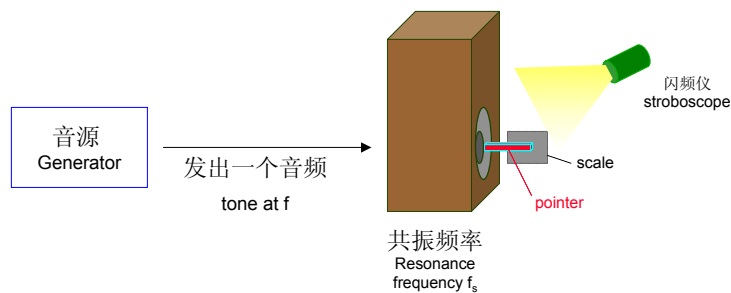 音源
Generator
发出一个音频
tone at f
共振频率
Resonance
frequency fs
闪频仪
stroboscope
scale
pointer